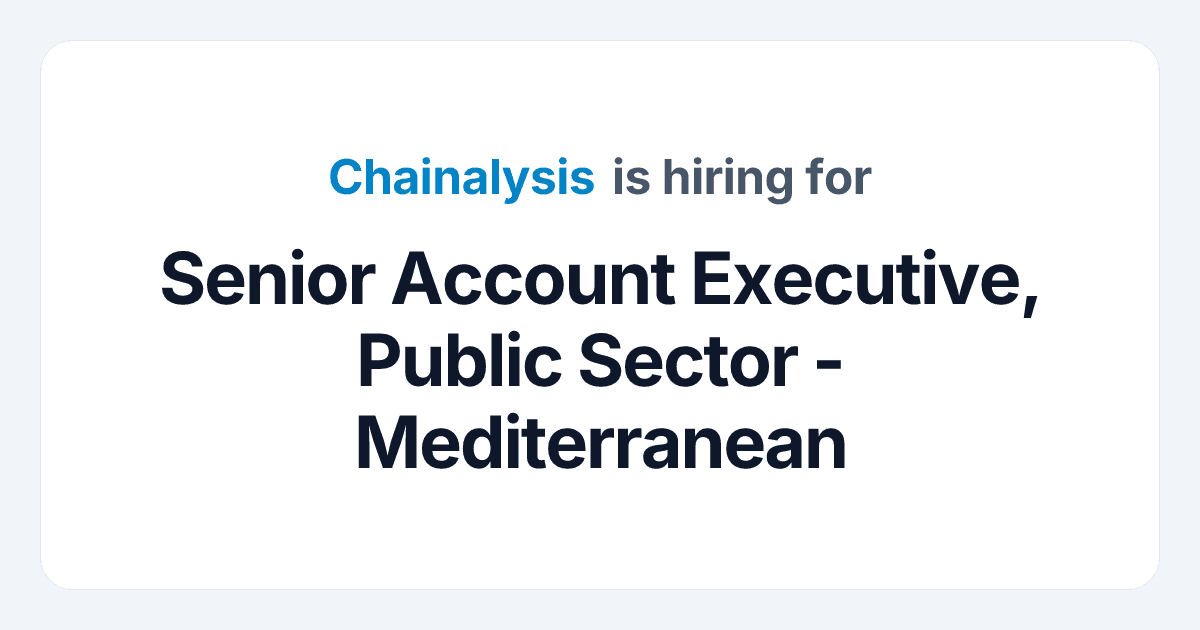 Chainalysis is hiring for
Senior Account Executive,
Public Sector -
Mediterranean